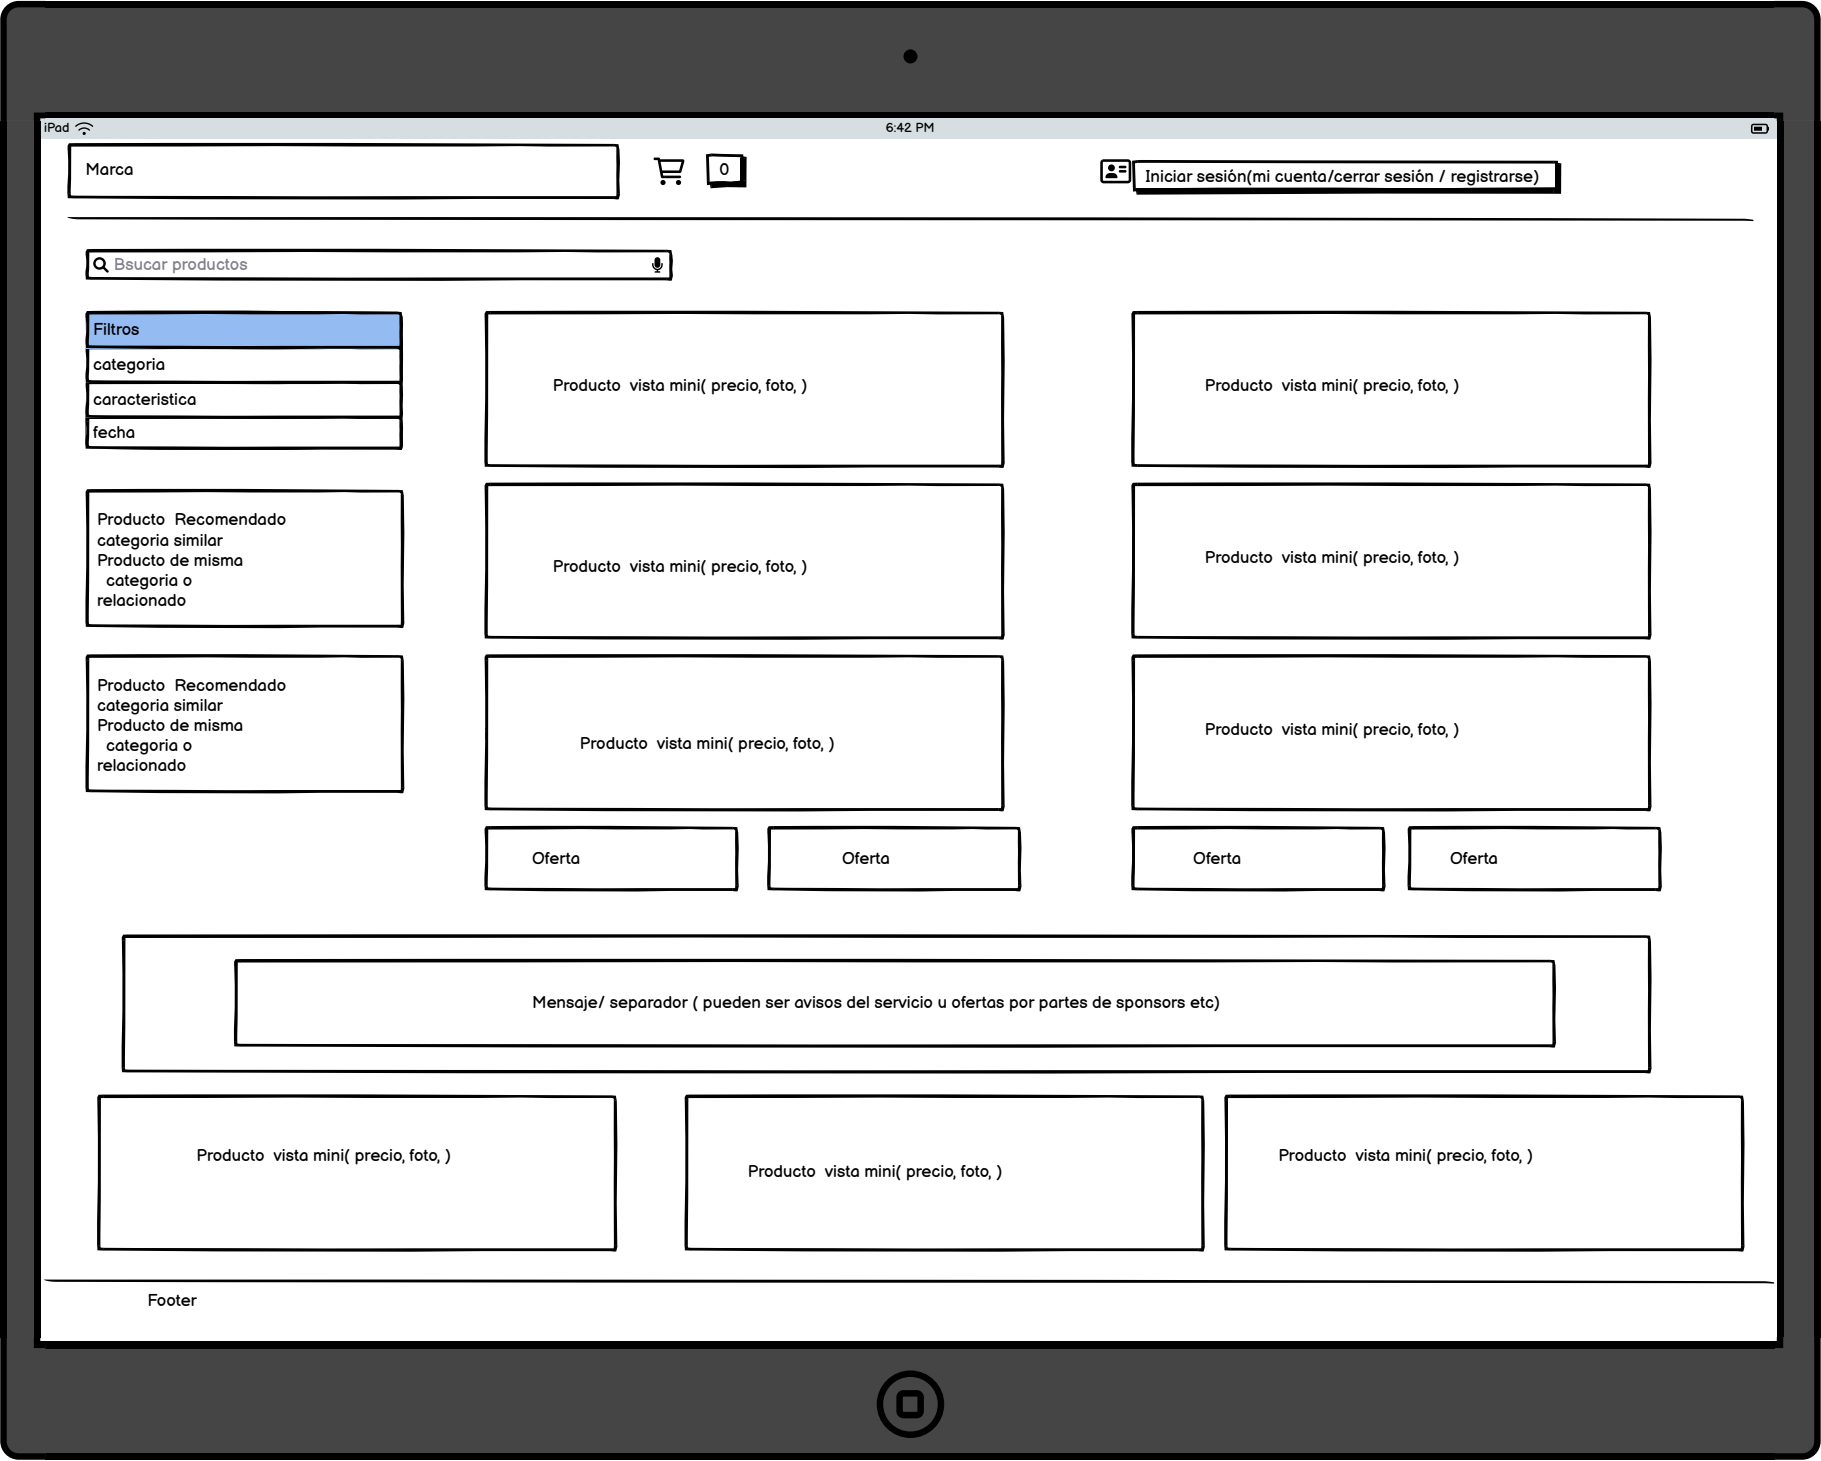 iPad
6:42 PM
Marca
0
Iniciar sesión(mi cuenta/cerrar sesión / registrarse)
Bsucar productos
Filtros
categoria
caracteristica
fecha
Producto vista mini( precio, foto, )
Producto vista mini( precio, foto, )
Producto Recomendado
categoria similar
Producto de misma
categoria o
relacionado
Producto vista mini( precio, foto, )
Producto vista mini( precio, foto, )
Producto Recomendado
categoria similar
Producto de misma
categoria o
relacionado
Producto vista mini( precio, foto, )
Producto vista mini( precio, foto, )
Oferta
Oferta
Oferta
Oferta
Mensaje/ separador ( pueden ser avisos del servicio u ofertas por partes de sponsors etc)
Producto vista mini( precio, foto, )
Producto vista mini( precio, foto, )
Producto vista mini( precio, foto, )
Footer